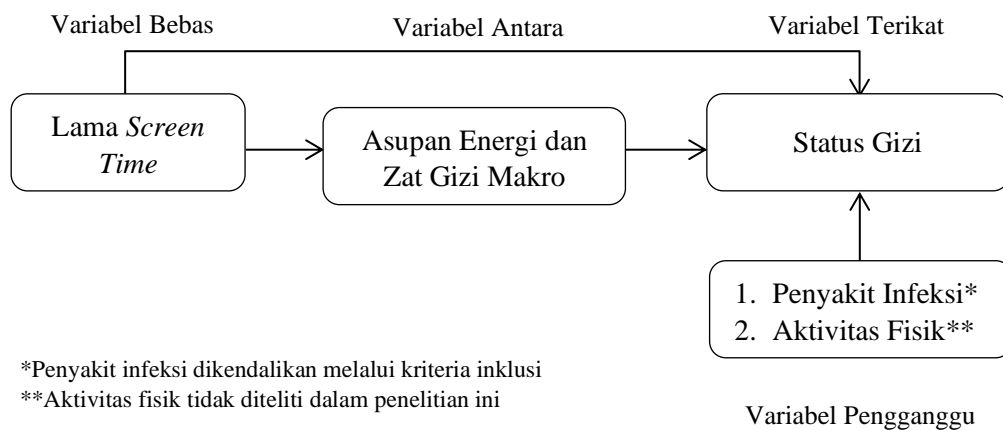 Variabel Bebas
Variabel Antara
Variabel Terikat
Lama Screen
Time
Asupan Energi dan
Zat Gizi Makro
Status Gizi
1. Penyakit Infeksi*
2. Aktivitas Fisik**
*Penyakit infeksi dikendalikan melalui kriteria inklusi
**Aktivitas fisik tidak diteliti dalam penelitian ini
Variabel Pengganggu